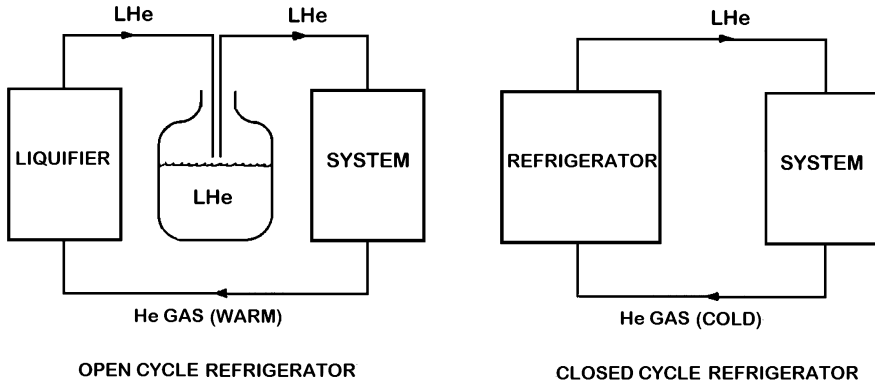 LHe
LHe
LIQUIFIER
LHe
SYSTEM
He GAS (WARM)
OPEN CYCLE REFRIGERATOR
LHe
REFRIGERATOR
SYSTEM
He GAS (COLD)
CLOSED CYCLE REFRIGERATOR